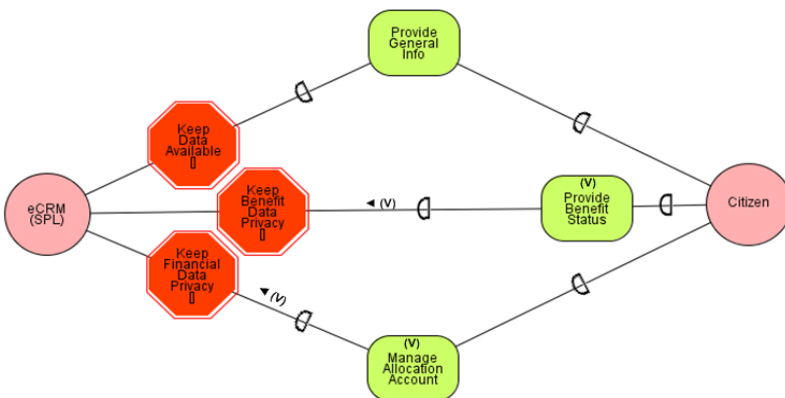 Provide
General
Info
Keep
Data
Available
▯
eCRM
(SPL)
Keep
Benefit
Data
Privacy
▯
◄ (V)
(V)
Provide
Benefit
Status
Citizen
Keep
Financial
Data
Privacy
▯
◄ (V)
(V)
Manage
Allocation
Account